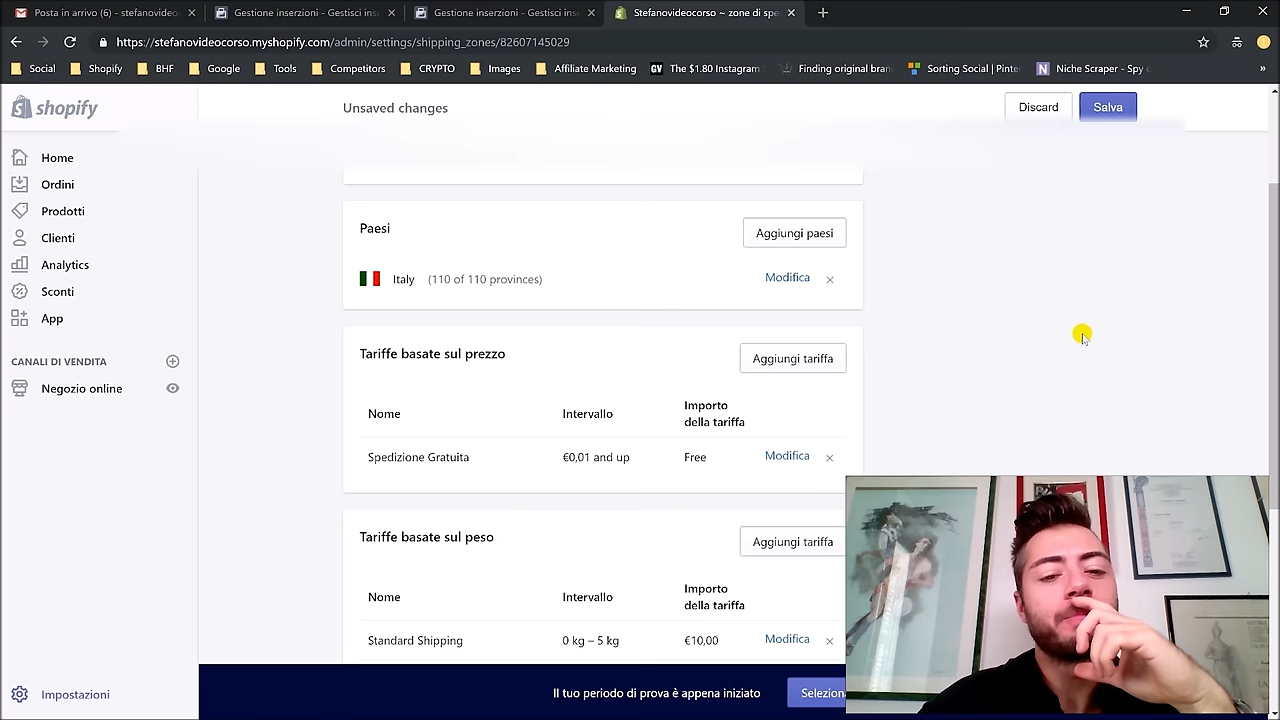 Posta in arrivo (6) - stefanovideo
Gestione inserzioni - Gestisci ins
Gestione inserzioni - Gestisci ins
Stefanovideocorso ~ zone di spe
https://stefanovideocorso.myshopify.com/admin/settings/shipping_zones/82607145029
Social Shopify BHF Google Tools Competitors CRYPTO Images Affiliate Marketing GV The $1.80 Instagram Finding original bran Sorting Social | Pinte N Niche Scraper - Spy »
shopify
Unsaved changes
Discard
Salva
Home
Ordini
Prodotti
Clienti
Analytics
Sconti
App
CANALI DI VENDITA
Negozio online
Impostazioni
Paesi
Aggiungi paesi
Italy (110 of 110 provinces) Modifica
Tariffe basate sul prezzo
Aggiungi tariffa
Nome Intervallo Importo
della tariffa
Spedizione Gratuita €0,01 and up Free Modifica
Tariffe basate sul peso
Aggiungi tariffa
Nome Intervallo Importo
della tariffa
Standard Shipping 0 kg – 5 kg €10,00 Modifica
Il tuo periodo di prova è appena iniziato
Selezion